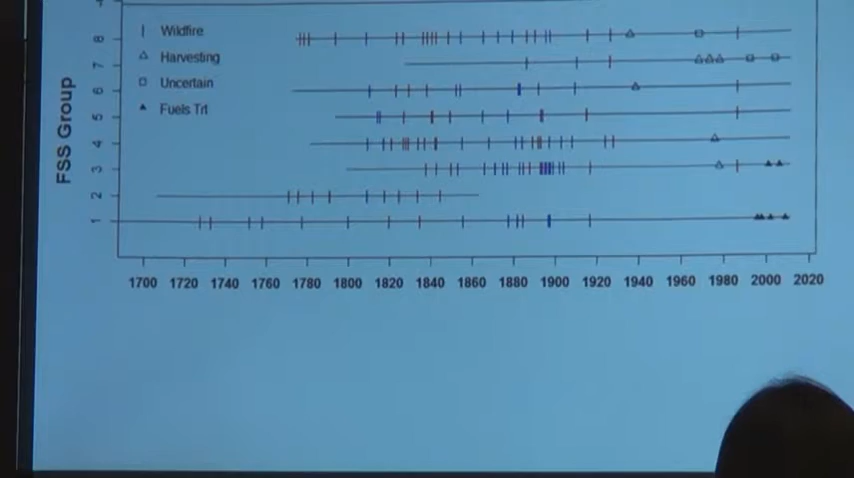 Wildfire
Harvesting
Uncertain
Fuels Trt
FSS Group
8
7
6
5
4
3
2
1
1700 1720 1740 1760 1780 1800 1820 1840 1860 1880 1900 1920 1940 1960 1980 2000 2020